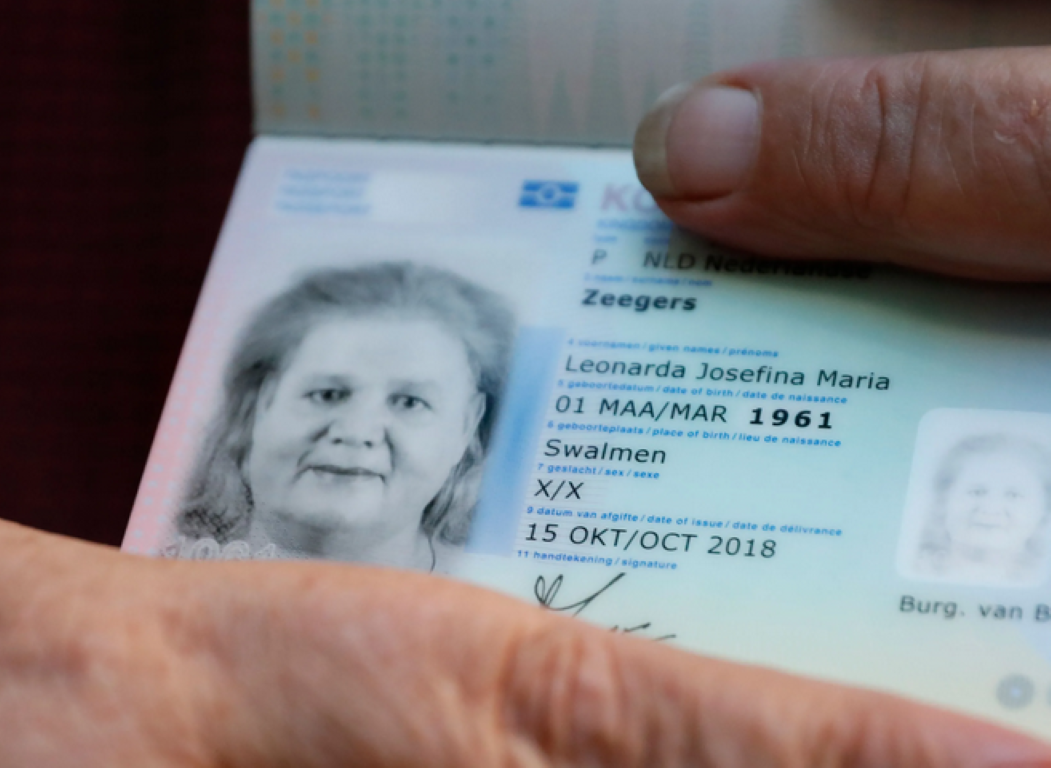 P NLD Nederlandse
Zeegers
4 voornamen / given names / prénoms
Leonarda Josefina Maria
5 geboortedatum / date of birth / date de naissance
01 MAA/MAR 1961
6 geboorteplaats / place of birth / lieu de naissance
Swalmen
7 geslacht / sex / sexe
X/X
9 datum van afgifte / date of issue / date de délivrance
15 OKT/OCT 2018
11 handtekening / signature
Burg. van